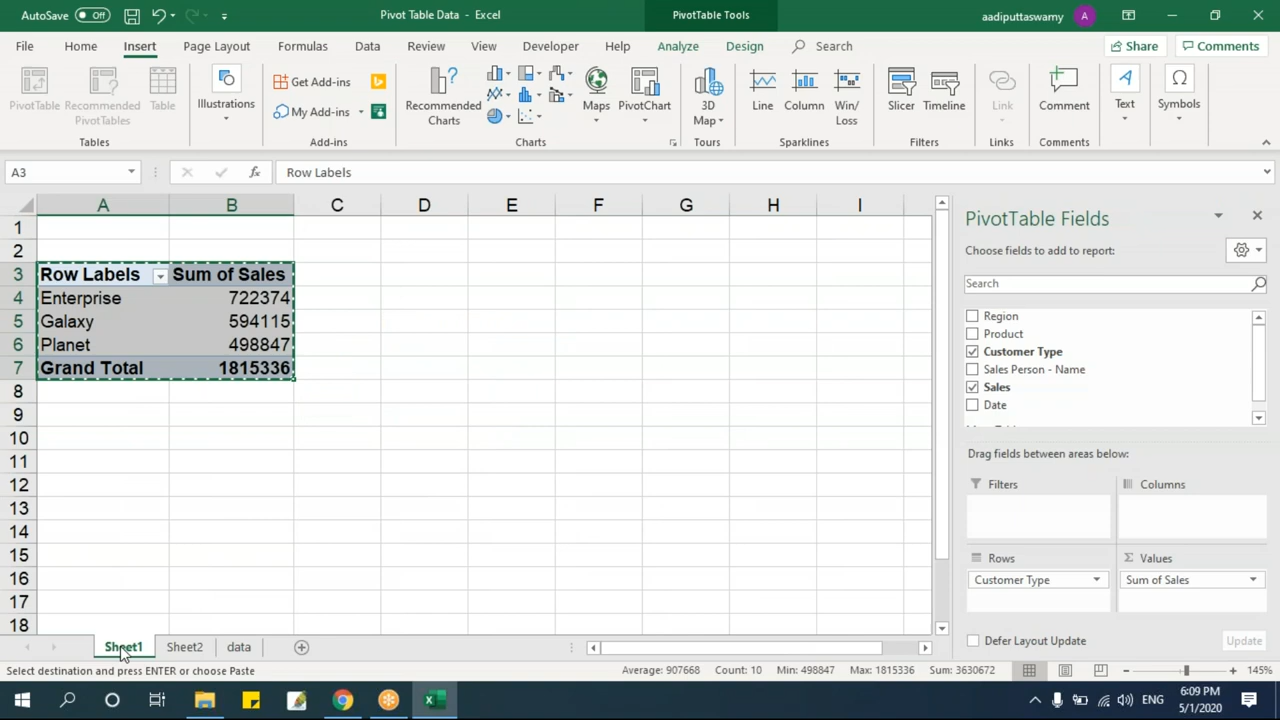 AutoSave Off
Pivot Table Data - Excel
PivotTable Tools
aadiputtaswamy A
File Home Insert Page Layout Formulas Data Review View Developer Help Analyze Design Search Share Comments
PivotTable
Recommended PivotTables
Table
Tables
Illustrations
Get Add-ins
My Add-ins
Add-ins
Recommended Charts
Maps
PivotChart
Charts
3D Map
Tours
Line
Column
Win/Loss
Sparklines
Slicer
Timeline
Filters
Link
Links
Comment
Comments
Text
Symbols
A3
fx
Row Labels
A B C D E F G H I
1
2
3 Row Labels Sum of Sales
4 Enterprise 722374
5 Galaxy 594115
6 Planet 498847
7 Grand Total 1815336
8
9
10
11
12
13
14
15
16
17
18
PivotTable Fields
Choose fields to add to report:
Search
Region
Product
Customer Type
Sales Person - Name
Sales
Date
Drag fields between areas below:
Filters
Columns
Rows
Σ Values
Customer Type
Sum of Sales
Defer Layout Update
Update
Sheet1 Sheet2 data
Select destination and press ENTER or choose Paste
Average: 907668 Count: 10 Min: 498847 Max: 1815336 Sum: 3630672
145%
ENG
6:09 PM
5/1/2020